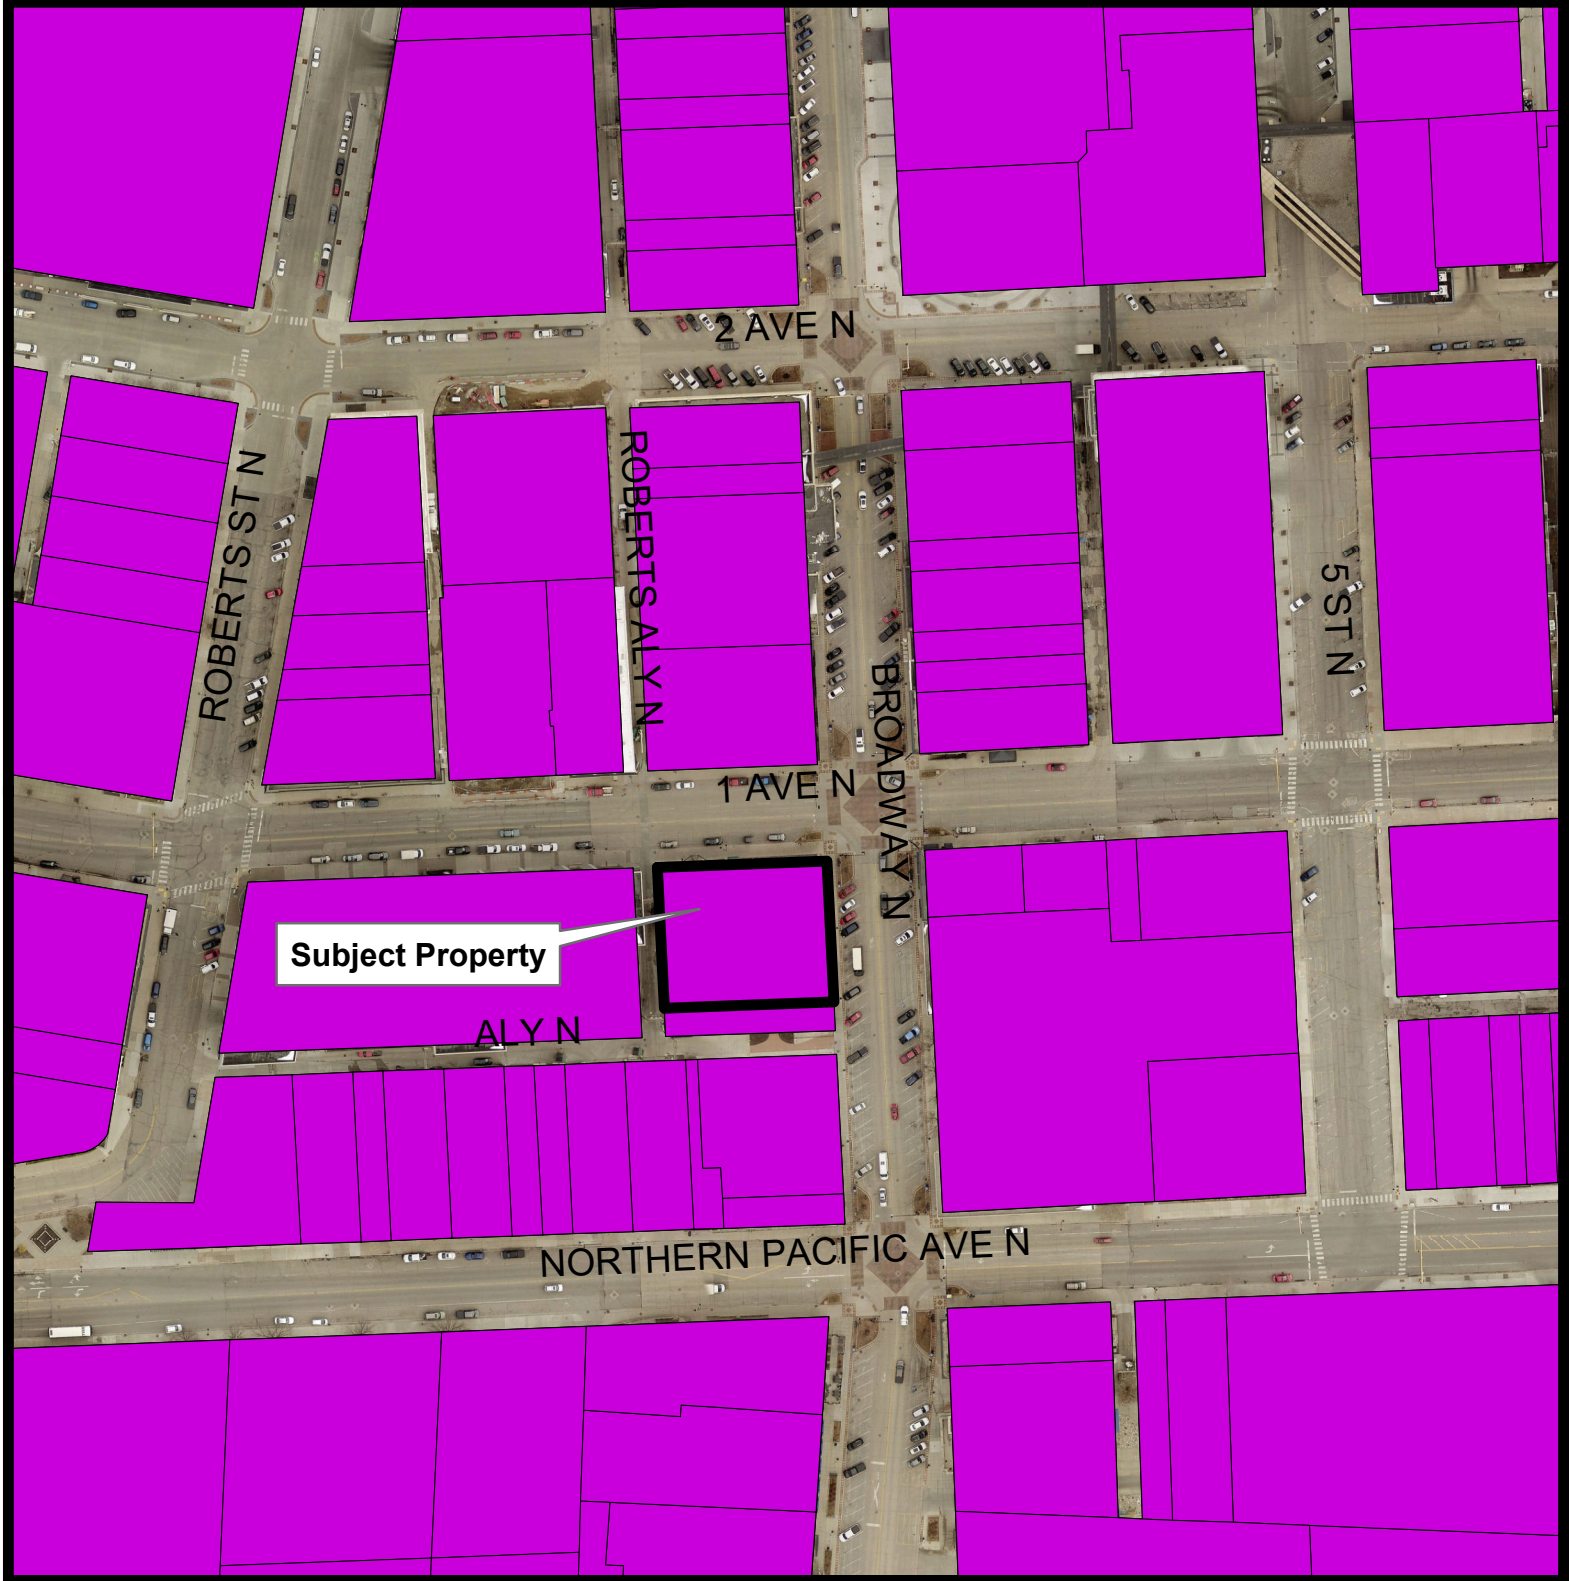 2 AVE N
ROBERTS ST N
ROBERTS ALY N
5 ST N
BROADWAY N
1 AVE N
Subject Property
ALY N
NORTHERN PACIFIC AVE N